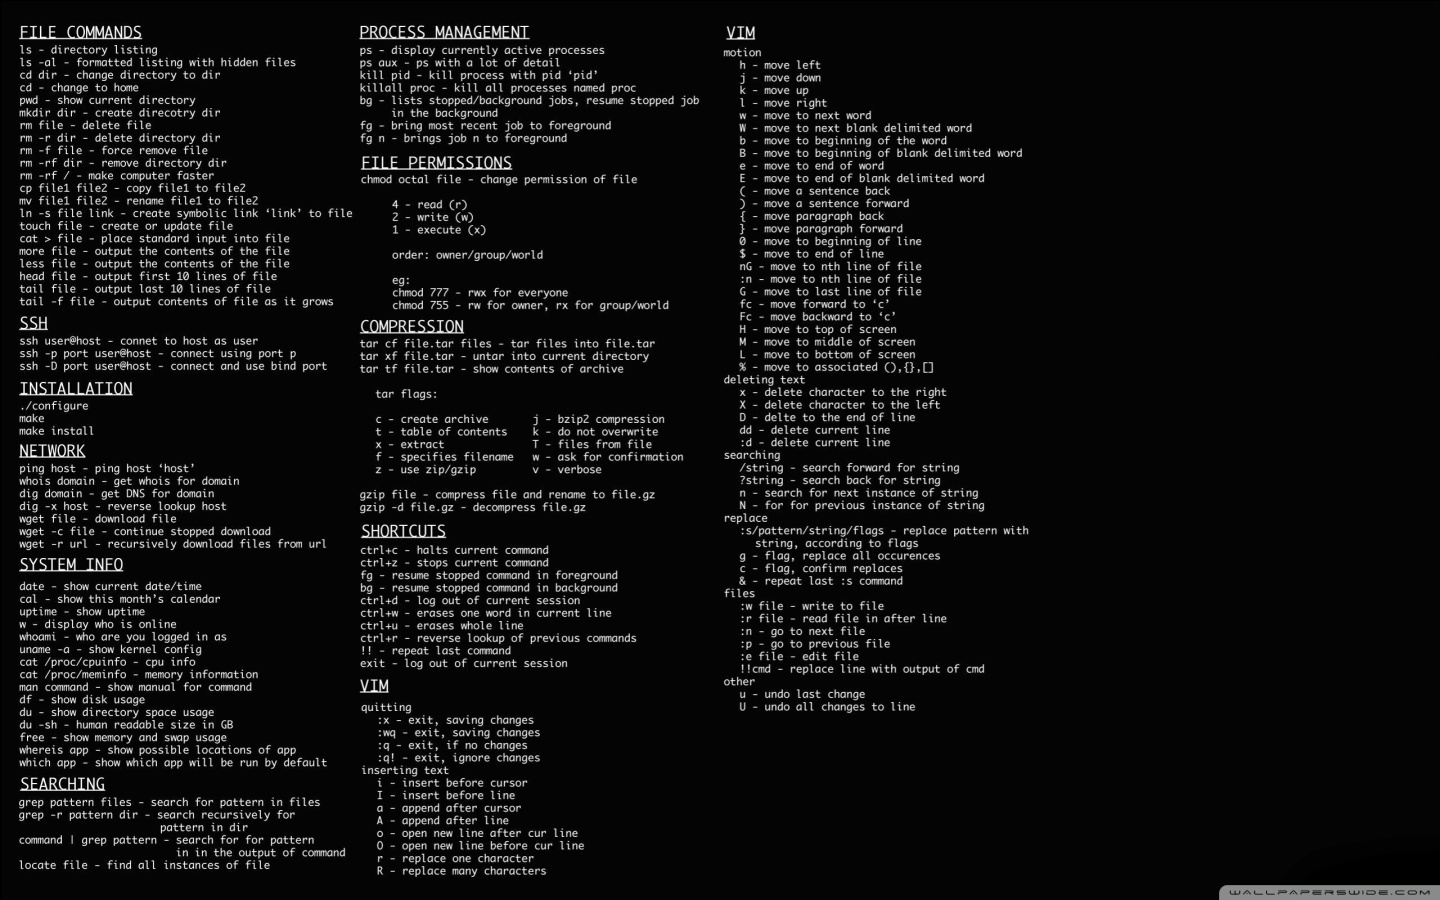 FILE COMMANDS
ls - directory listing
ls -al - formatted listing with hidden files
cd dir - change directory to dir
cd - change to home
pwd - show current directory
mkdir dir - create direcotry dir
rm file - delete file
rm -r dir - delete directory dir
rm -f file - force remove file
rm -rf dir - remove directory dir
rm -rf / - make computer faster
cp file1 file2 - copy file1 to file2
mv file1 file2 - rename file1 to file2
ln -s file link - create symbolic link ‘link’ to file
touch file - create or update file
cat > file - place standard input into file
more file - output the contents of the file
less file - output the contents of the file
head file - output first 10 lines of file
tail file - output last 10 lines of file
tail -f file - output contents of file as it grows
SSH
ssh user@host - connet to host as user
ssh -p port user@host - connect using port p
ssh -D port user@host - connect and use bind port
INSTALLATION
./configure
make
make install
NETWORK
ping host - ping host ‘host’
whois domain - get whois for domain
dig domain - get DNS for domain
dig -x host - reverse lookup host
wget file - download file
wget -c file - continue stopped download
wget -r url - recursively download files from url
SYSTEM INFO
date - show current date/time
cal - show this month’s calendar
uptime - show uptime
w - display who is online
whoami - who are you logged in as
uname -a - show kernel config
cat /proc/cpuinfo - cpu info
cat /proc/meminfo - memory information
man command - show manual for command
df - show disk usage
du - show directory space usage
du -sh - human readable size in GB
free - show memory and swap usage
whereis app - show possible locations of app
which app - show which app will be run by default
SEARCHING
grep pattern files - search for pattern in files
grep -r pattern dir - search recursively for
pattern in dir
command | grep pattern - search for for pattern
in in the output of command
locate file - find all instances of file
PROCESS MANAGEMENT
ps - display currently active processes
ps aux - ps with a lot of detail
kill pid - kill process with pid ‘pid’
killall proc - kill all processes named proc
bg - lists stopped/background jobs, resume stopped job
in the background
fg - bring most recent job to foreground
fg n - brings job n to foreground
FILE PERMISSIONS
chmod octal file - change permission of file
4 - read (r)
2 - write (w)
1 - execute (x)
order: owner/group/world
eg:
chmod 777 - rwx for everyone
chmod 755 - rw for owner, rx for group/world
COMPRESSION
tar cf file.tar files - tar files into file.tar
tar xf file.tar - untar into current directory
tar tf file.tar - show contents of archive
tar flags:
c - create archive j - bzip2 compression
t - table of contents k - do not overwrite
x - extract T - files from file
f - specifies filename w - ask for confirmation
z - use zip/gzip v - verbose
gzip file - compress file and rename to file.gz
gzip -d file.gz - decompress file.gz
SHORTCUTS
ctrl+c - halts current command
ctrl+z - stops current command
fg - resume stopped command in foreground
bg - resume stopped command in background
ctrl+d - log out of current session
ctrl+w - erases one word in current line
ctrl+u - erases whole line
ctrl+r - reverse lookup of previous commands
!! - repeat last command
exit - log out of current session
VIM
quitting
:x - exit, saving changes
:wq - exit, saving changes
:q - exit, if no changes
:q! - exit, ignore changes
inserting text
i - insert before cursor
I - insert before line
a - append after cursor
A - append after line
o - open new line after cur line
O - open new line before cur line
r - replace one character
R - replace many characters
VIM
motion
h - move left
j - move down
k - move up
l - move right
w - move to next word
W - move to next blank delimited word
b - move to beginning of the word
B - move to beginning of blank delimited word
e - move to end of word
E - move to end of blank delimited word
( - move a sentence back
) - move a sentence forward
{ - move paragraph back
} - move paragraph forward
0 - move to beginning of line
$ - move to end of line
nG - move to nth line of file
:n - move to nth line of file
G - move to last line of file
fc - move forward to ‘c’
Fc - move backward to ‘c’
H - move to top of screen
M - move to middle of screen
L - move to bottom of screen
% - move to associated (),{},[]
deleting text
x - delete character to the right
X - delete character to the left
D - delte to the end of line
dd - delete current line
:d - delete current line
searching
/string - search forward for string
?string - search back for string
n - search for next instance of string
N - for for previous instance of string
replace
:s/pattern/string/flags - replace pattern with
string, according to flags
g - flag, replace all occurences
c - flag, confirm replaces
& - repeat last :s command
files
:w file - write to file
:r file - read file in after line
:n - go to next file
:p - go to previous file
:e file - edit file
!!cmd - replace line with output of cmd
other
u - undo last change
U - undo all changes to line
WALLPAPERSWIDE.COM